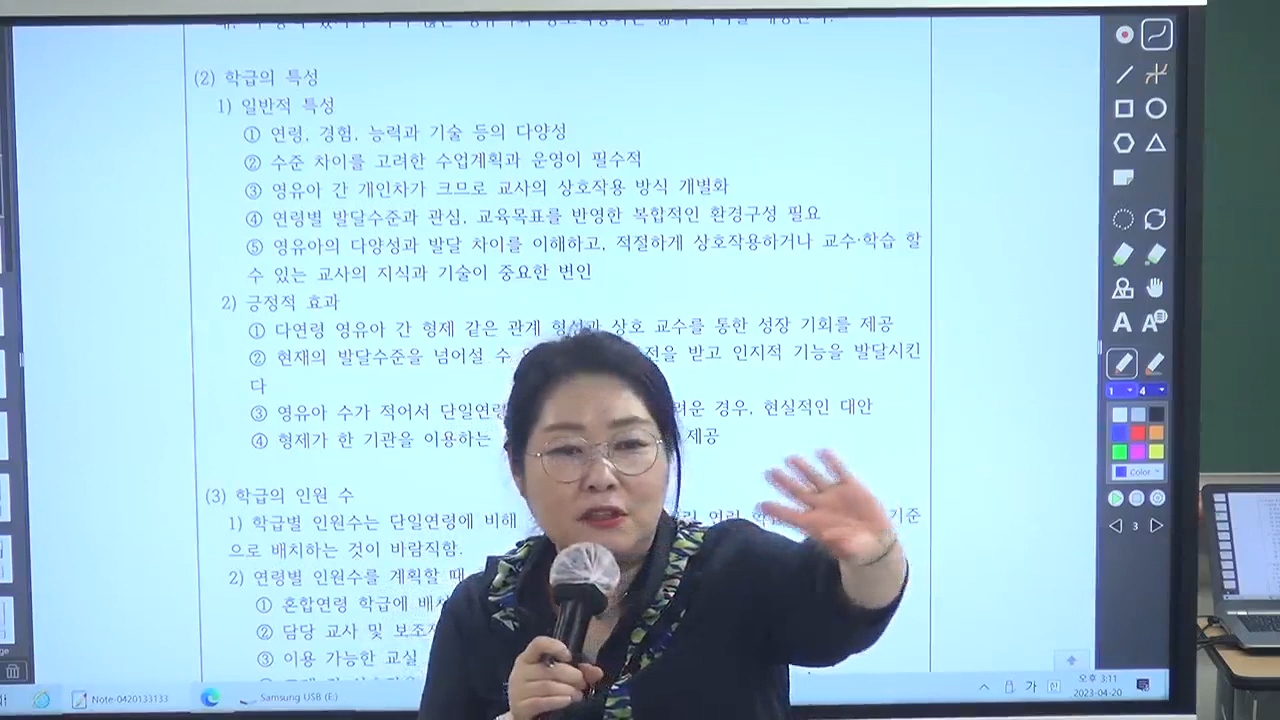 (2) 학급의 특성
1) 일반적 특성
① 연령, 경험, 능력과 기술 등의 다양성
② 수준 차이를 고려한 수업계획과 운영이 필수적
③ 영유아 간 개인차가 크므로 교사의 상호작용 방식 개별화
④ 연령별 발달수준과 관심, 교육목표를 반영한 복합적인 환경구성 필요
⑤ 영유아의 다양성과 발달 차이를 이해하고, 적절하게 상호작용하거나 교수·학습 할
수 있는 교사의 지식과 기술이 중요한 변인
2) 긍정적 효과
① 다연령 영유아 간 형제 같은 관계 형성과 상호 교수를 통한 성장 기회를 제공
② 현재의 발달수준을 넘어설 수 받고 인지적 기능을 발달시킨
다
③ 영유아 수가 적어서 경우, 현실적인 대안
④ 형제가 한 기관을 이용하는 제공
(3) 학급의 인원 수
1) 학급별 인원수는 단일연령에 비해 기준
으로 배치하는 것이 바람직함.
2) 연령별 인원수를 계획할 때
① 혼합연령 학급에
② 담당 교사 및
③ 이용 가능한 교실
A A
1 4
Color
3
Note-0420133133
Samsung USB (E:)
가
오후 3:11
2023-04-20